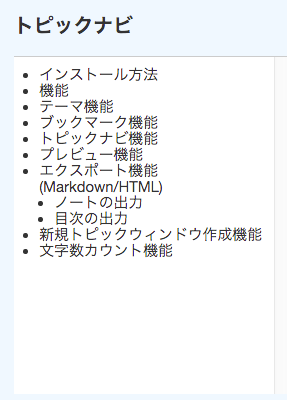 トピックナビ
インストール方法
機能
テーマ機能
ブックマーク機能
トピックナビ機能
プレビュー機能
エクスポート機能
(Markdown/HTML)
ノートの出力
目次の出力
新規トピックウィンドウ作成機能
文字数カウント機能